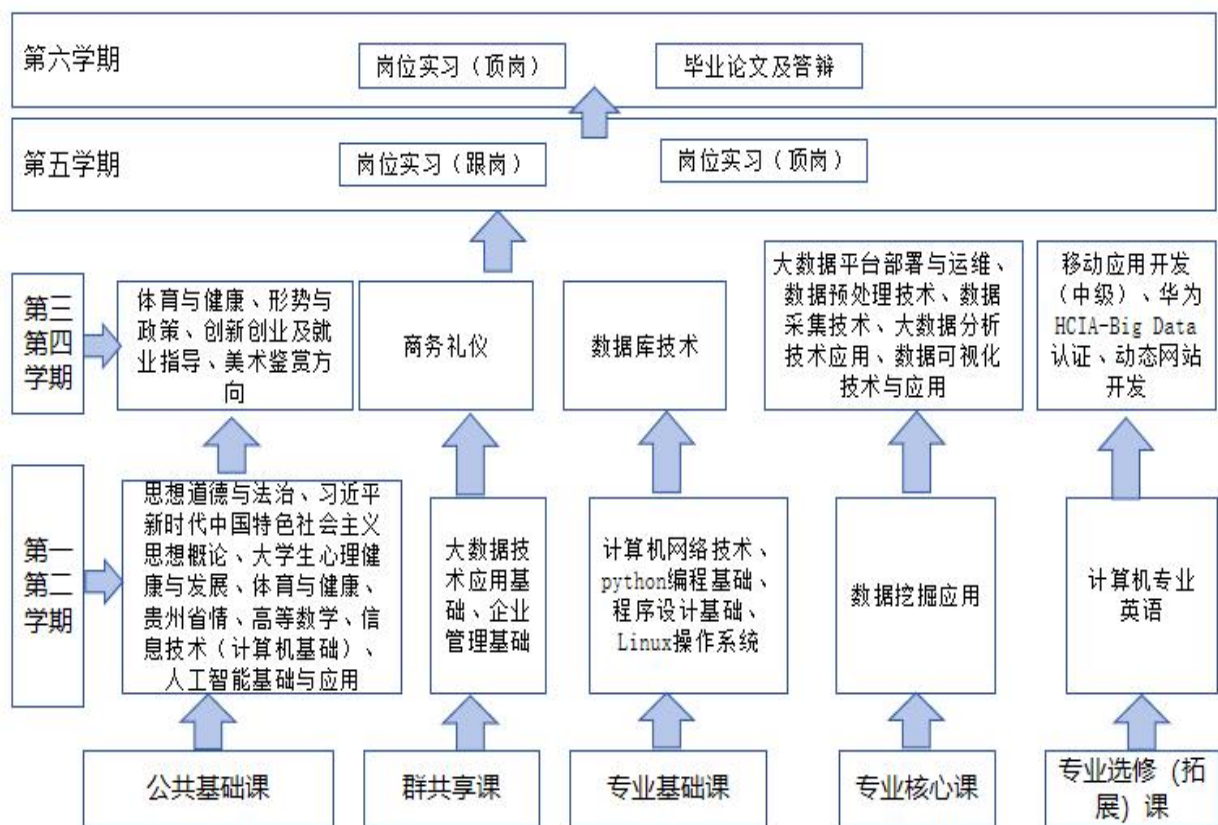 第六学期
岗位实习（顶岗）
毕业论文及答辩
第五学期
岗位实习（跟岗）
岗位实习（顶岗）
第三
第四
学期
体育与健康、形势与
政策、创新创业及就
业指导、美术鉴赏方
向
商务礼仪
数据库技术
大数据平台部署与运维、
数据预处理技术、数据
采集技术、大数据分析
技术应用、数据可视化
技术与应用
移动应用开发
（中级）、华为
HCIA-Big Data
认证、动态网站
开发
第一
第二
学期
思想道德与法治、习近平
新时代中国特色社会主义
思想概论、大学生心理健
康与发展、体育与健康、
贵州省情、高等数学、信
息技术（计算机基础）、
人工智能基础与应用
大数据技
术应用基
础、企业
管理基础
计算机网络技术、
python编程基础、
程序设计基础、
Linux操作系统
数据挖掘应用
计算机专业
英语
公共基础课
群共享课
专业基础课
专业核心课
专业选修（拓
展）课